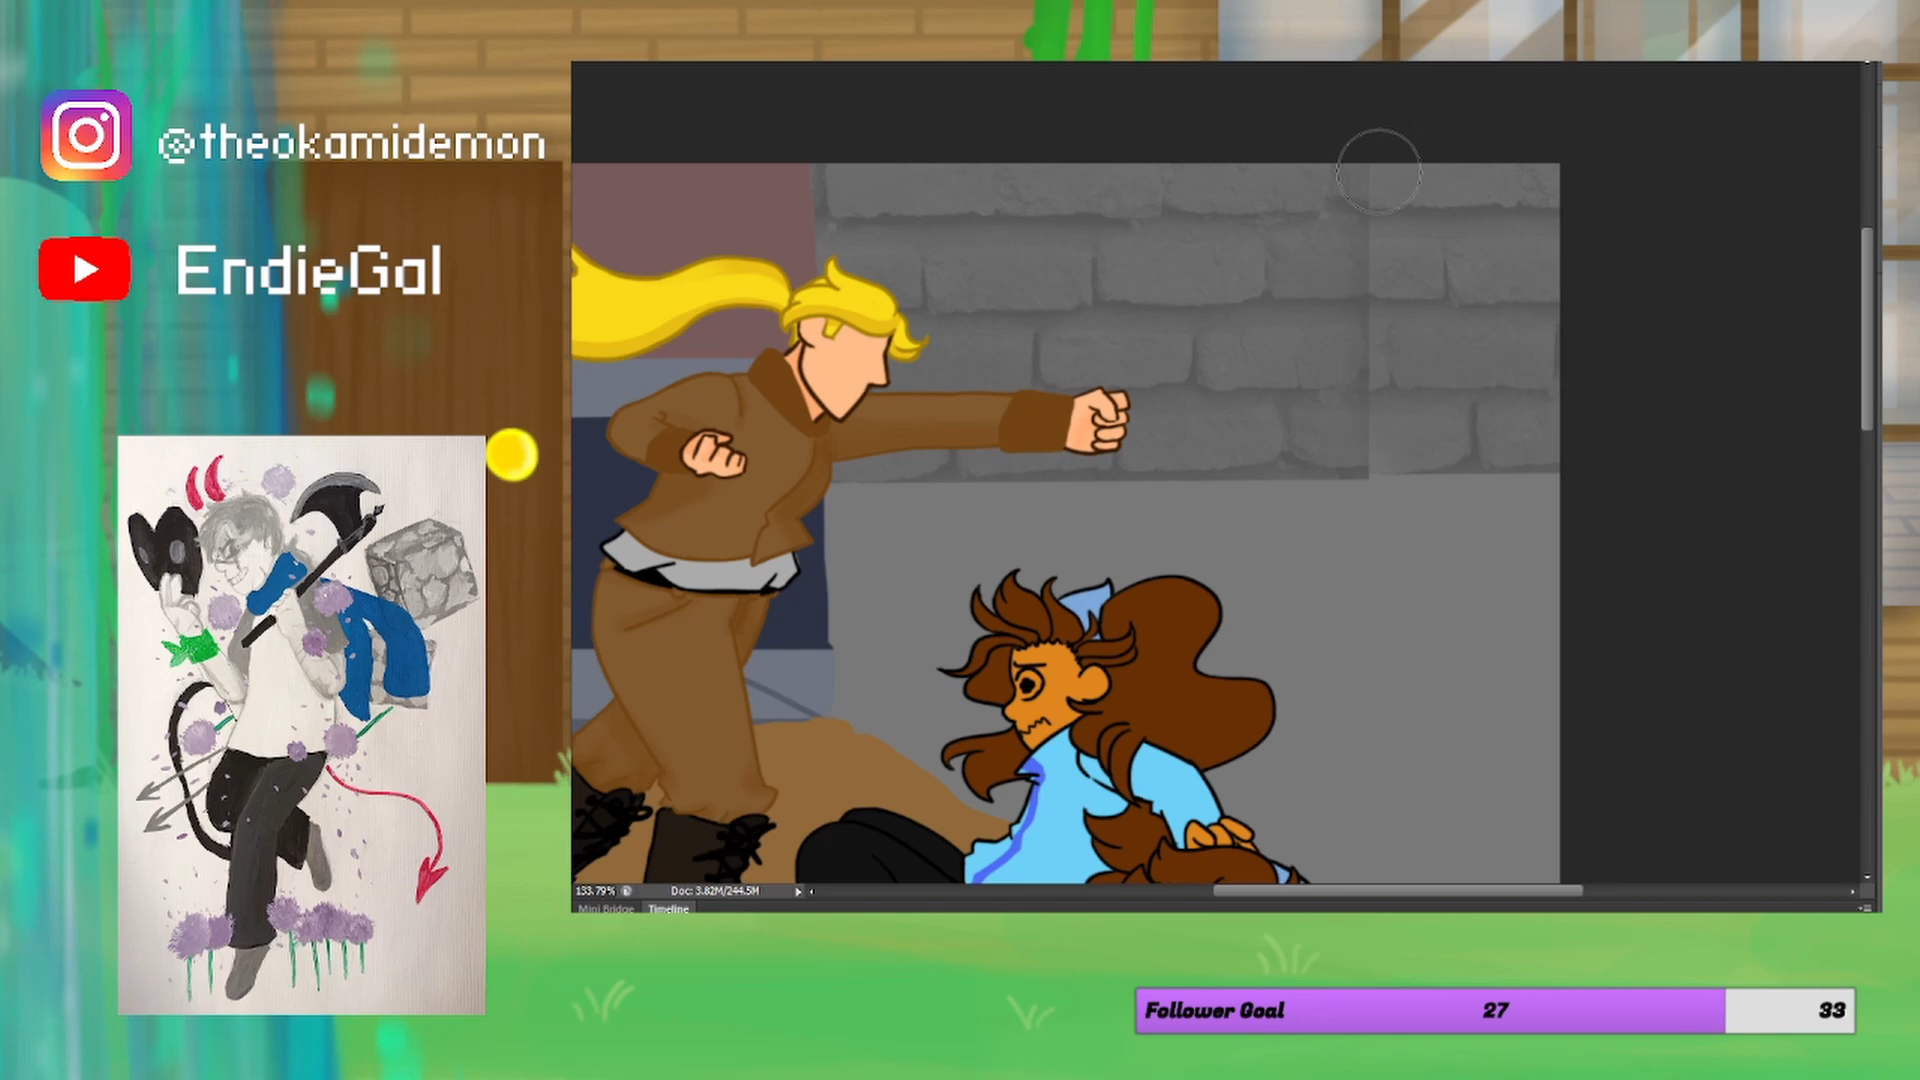 @theokamidemon
EndieGal
133.79% Doc: 3.82M/244.5M
Mini Bridge Timeline
Follower Goal 27 33